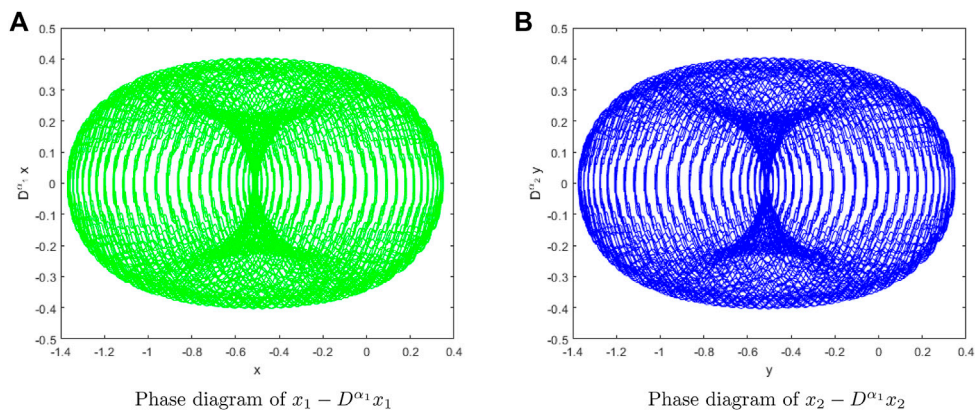 A
0.5
0.4
0.3
0.2
0.1
0
-0.1
-0.2
-0.3
-0.4
-0.5
D^α₁ x
-1.4 -1.2 -1 -0.8 -0.6 -0.4 -0.2 0 0.2 0.4
x
Phase diagram of x₁ − D^α₁x₁
B
0.5
0.4
0.3
0.2
0.1
0
-0.1
-0.2
-0.3
-0.4
-0.5
D^α₂ y
-1.4 -1.2 -1 -0.8 -0.6 -0.4 -0.2 0 0.2 0.4
y
Phase diagram of x₂ − D^α₁x₂